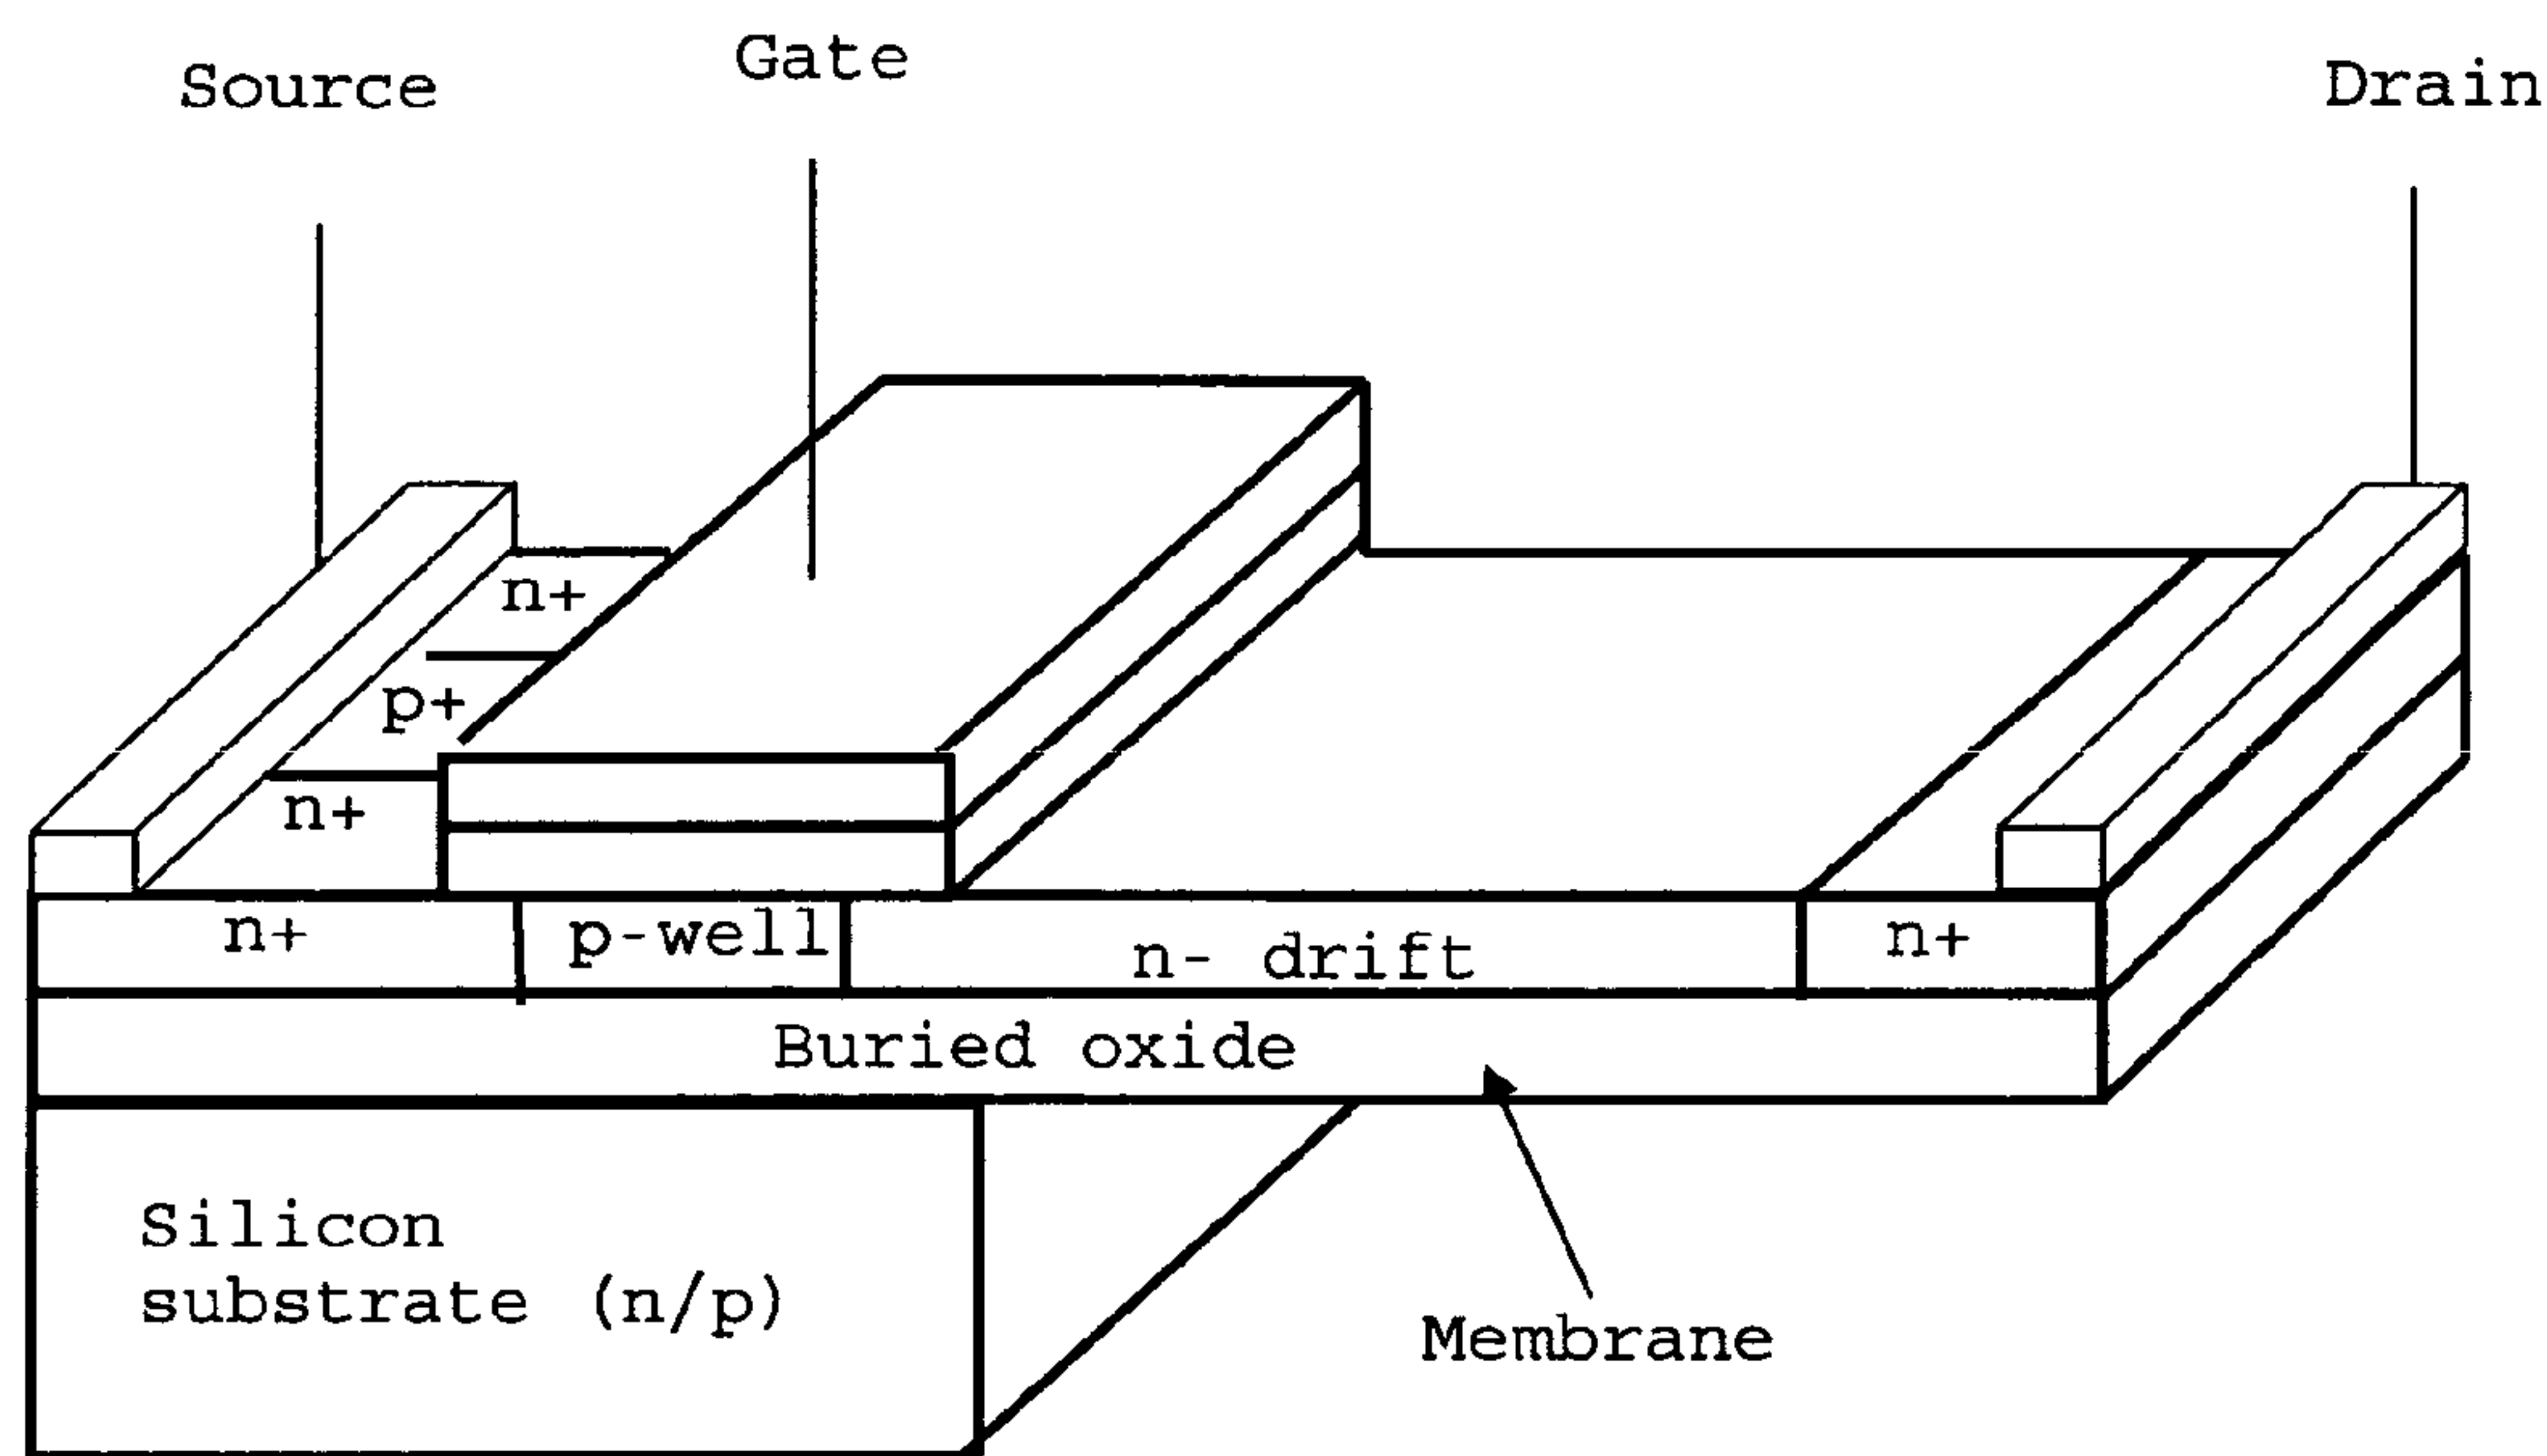 Source
Gate
Drain
n+
p+
n+
n+
p-well
n- drift
n+
Buried oxide
Silicon
substrate (n/p)
Membrane